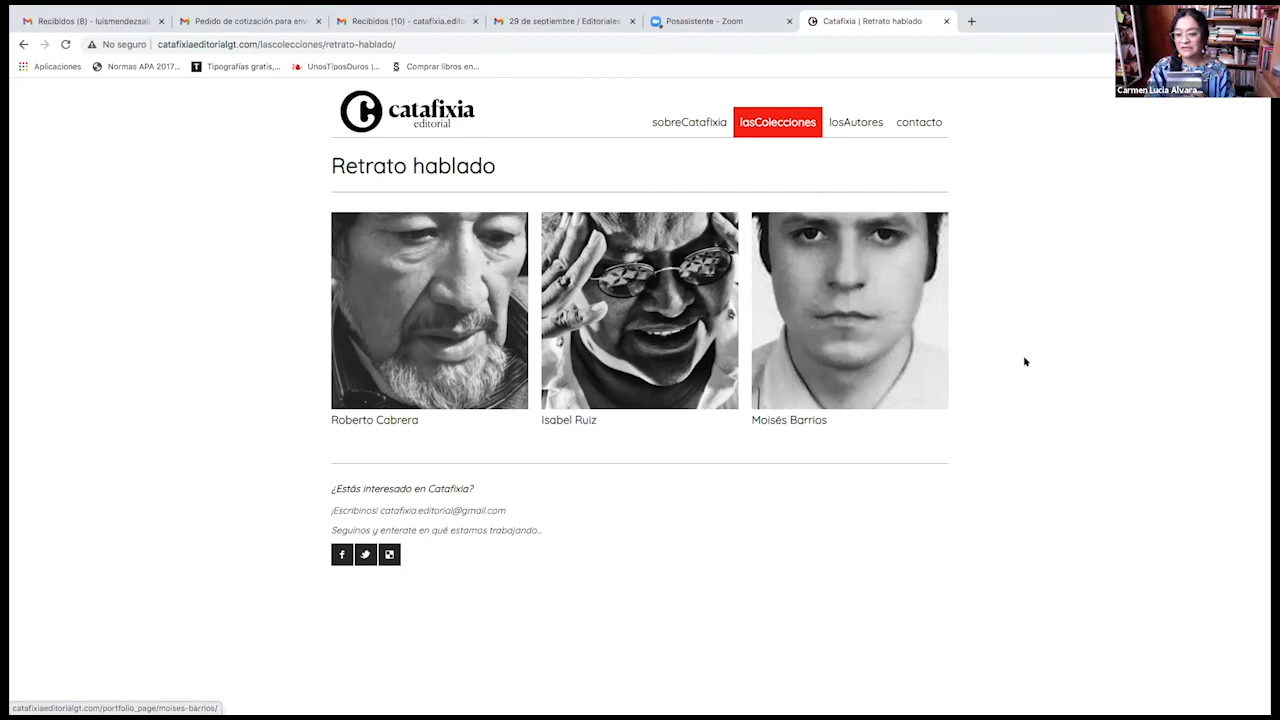 Recibidos (8) - luismendezsali
Pedido de cotización para env
Recibidos (10) - catafixia.edito
29 de septiembre / Editoriales
Posasistente - Zoom
Catafixia | Retrato hablado
No seguro
catafixiaeditorialgt.com/lascolecciones/retrato-hablado/
Aplicaciones
Normas APA 2017...
Tipografías gratis,...
UnosTiposDuros |...
Comprar libros en...
Carmen Lucía Alvara...
catafixia
editorial
sobreCatafixia
lasColecciones
losAutores
contacto
Retrato hablado
Roberto Cabrera
Isabel Ruiz
Moisés Barrios
¿Estás interesado en Catafixia?
¡Escribinos! catafixia.editorial@gmail.com
Seguinos y enterate en qué estamos trabajando...
catafixiaeditorialgt.com/portfolio_page/moises-barrios/